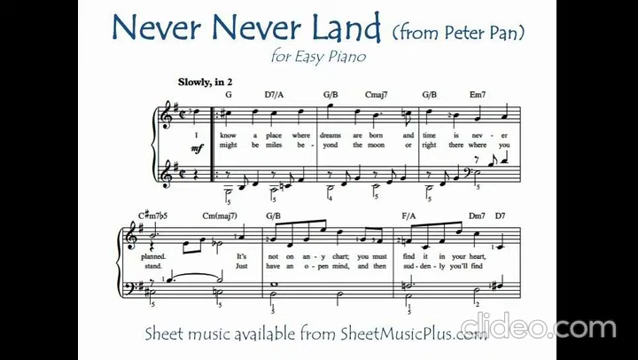 Never Never Land (from Peter Pan)
for Easy Piano
Slowly, in 2
G D7/A G/B Cmaj7 G/B Em7
mf
I know a place where dreams are born and time is nev - er
might be miles be - yond the moon or right there where you
C#m7b5 Cm(maj7) G/B F/A Dm7 D7
planned. It's not on an - y chart; you must find it in your heart,
stand. Just have an o - pen mind, and then sud - den - ly you'll find
Sheet music available from SheetMusicPlus.com
clideo.com